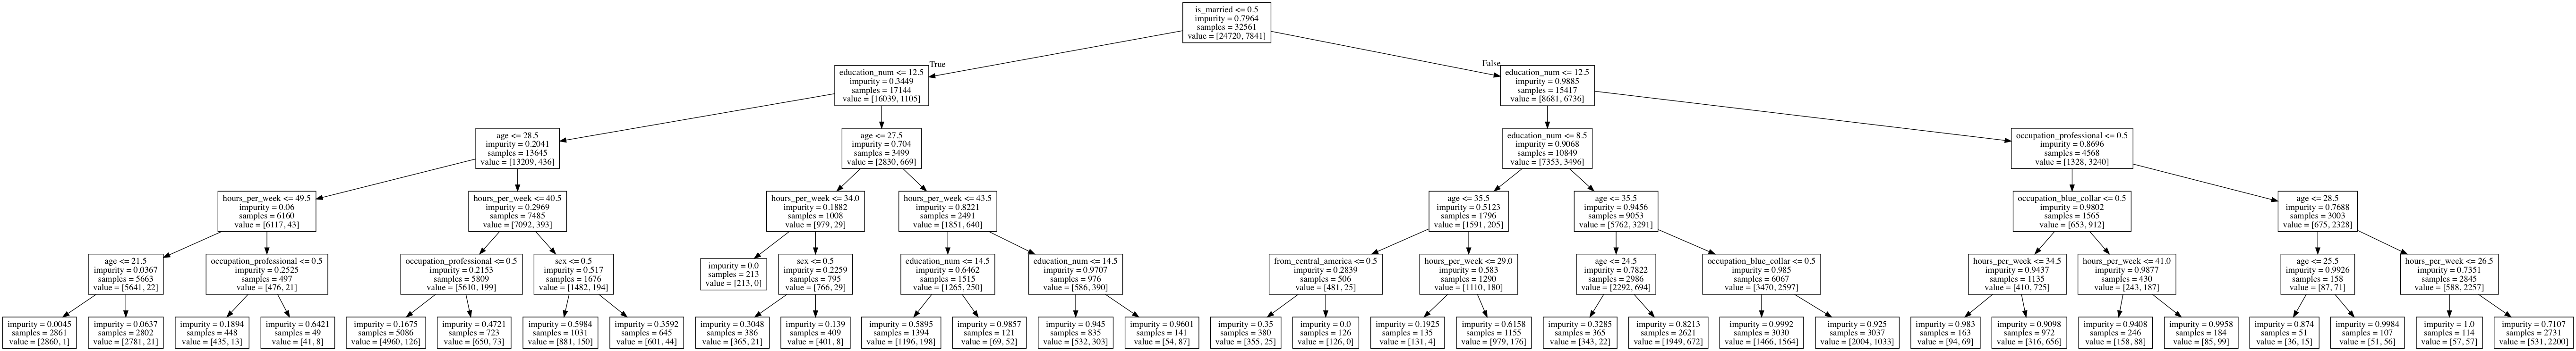 is_married <= 0.5
impurity = 0.7964
samples = 32561
value = [24720, 7841]
True
False
education_num <= 12.5
impurity = 0.3449
samples = 17144
value = [16039, 1105]
education_num <= 12.5
impurity = 0.9885
samples = 15417
value = [8681, 6736]
age <= 28.5
impurity = 0.2041
samples = 13645
value = [13209, 436]
age <= 27.5
impurity = 0.704
samples = 3499
value = [2830, 669]
education_num <= 8.5
impurity = 0.9068
samples = 10849
value = [7353, 3496]
occupation_professional <= 0.5
impurity = 0.8696
samples = 4568
value = [1328, 3240]
hours_per_week <= 49.5
impurity = 0.06
samples = 6160
value = [6117, 43]
hours_per_week <= 40.5
impurity = 0.2969
samples = 7485
value = [7092, 393]
hours_per_week <= 34.0
impurity = 0.1882
samples = 1008
value = [979, 29]
hours_per_week <= 43.5
impurity = 0.8221
samples = 2491
value = [1851, 640]
age <= 35.5
impurity = 0.5123
samples = 1796
value = [1591, 205]
age <= 35.5
impurity = 0.9456
samples = 9053
value = [5762, 3291]
occupation_blue_collar <= 0.5
impurity = 0.9802
samples = 1565
value = [653, 912]
age <= 28.5
impurity = 0.7688
samples = 3003
value = [675, 2328]
age <= 21.5
impurity = 0.0367
samples = 5663
value = [5641, 22]
occupation_professional <= 0.5
impurity = 0.2525
samples = 497
value = [476, 21]
occupation_professional <= 0.5
impurity = 0.2153
samples = 5809
value = [5610, 199]
sex <= 0.5
impurity = 0.517
samples = 1676
value = [1482, 194]
impurity = 0.0
samples = 213
value = [213, 0]
sex <= 0.5
impurity = 0.2259
samples = 795
value = [766, 29]
education_num <= 14.5
impurity = 0.6462
samples = 1515
value = [1265, 250]
education_num <= 14.5
impurity = 0.9707
samples = 976
value = [586, 390]
from_central_america <= 0.5
impurity = 0.2839
samples = 506
value = [481, 25]
hours_per_week <= 29.0
impurity = 0.583
samples = 1290
value = [1110, 180]
age <= 24.5
impurity = 0.7822
samples = 2986
value = [2292, 694]
occupation_blue_collar <= 0.5
impurity = 0.985
samples = 6067
value = [3470, 2597]
hours_per_week <= 34.5
impurity = 0.9437
samples = 1135
value = [410, 725]
hours_per_week <= 41.0
impurity = 0.9877
samples = 430
value = [243, 187]
age <= 25.5
impurity = 0.9926
samples = 158
value = [87, 71]
hours_per_week <= 26.5
impurity = 0.7351
samples = 2845
value = [588, 2257]
impurity = 0.0045
samples = 2861
value = [2860, 1]
impurity = 0.0637
samples = 2802
value = [2781, 21]
impurity = 0.1894
samples = 448
value = [435, 13]
impurity = 0.6421
samples = 49
value = [41, 8]
impurity = 0.1675
samples = 5086
value = [4960, 126]
impurity = 0.4721
samples = 723
value = [650, 73]
impurity = 0.5984
samples = 1031
value = [881, 150]
impurity = 0.3592
samples = 645
value = [601, 44]
impurity = 0.3048
samples = 386
value = [365, 21]
impurity = 0.139
samples = 409
value = [401, 8]
impurity = 0.5895
samples = 1394
value = [1196, 198]
impurity = 0.9857
samples = 121
value = [69, 52]
impurity = 0.945
samples = 835
value = [532, 303]
impurity = 0.9601
samples = 141
value = [54, 87]
impurity = 0.35
samples = 380
value = [355, 25]
impurity = 0.0
samples = 126
value = [126, 0]
impurity = 0.1925
samples = 135
value = [131, 4]
impurity = 0.6158
samples = 1155
value = [979, 176]
impurity = 0.3285
samples = 365
value = [343, 22]
impurity = 0.8213
samples = 2621
value = [1949, 672]
impurity = 0.9992
samples = 3030
value = [1466, 1564]
impurity = 0.925
samples = 3037
value = [2004, 1033]
impurity = 0.983
samples = 163
value = [94, 69]
impurity = 0.9098
samples = 972
value = [316, 656]
impurity = 0.9408
samples = 246
value = [158, 88]
impurity = 0.9958
samples = 184
value = [85, 99]
impurity = 0.874
samples = 51
value = [36, 15]
impurity = 0.9984
samples = 107
value = [51, 56]
impurity = 1.0
samples = 114
value = [57, 57]
impurity = 0.7107
samples = 2731
value = [531, 2200]